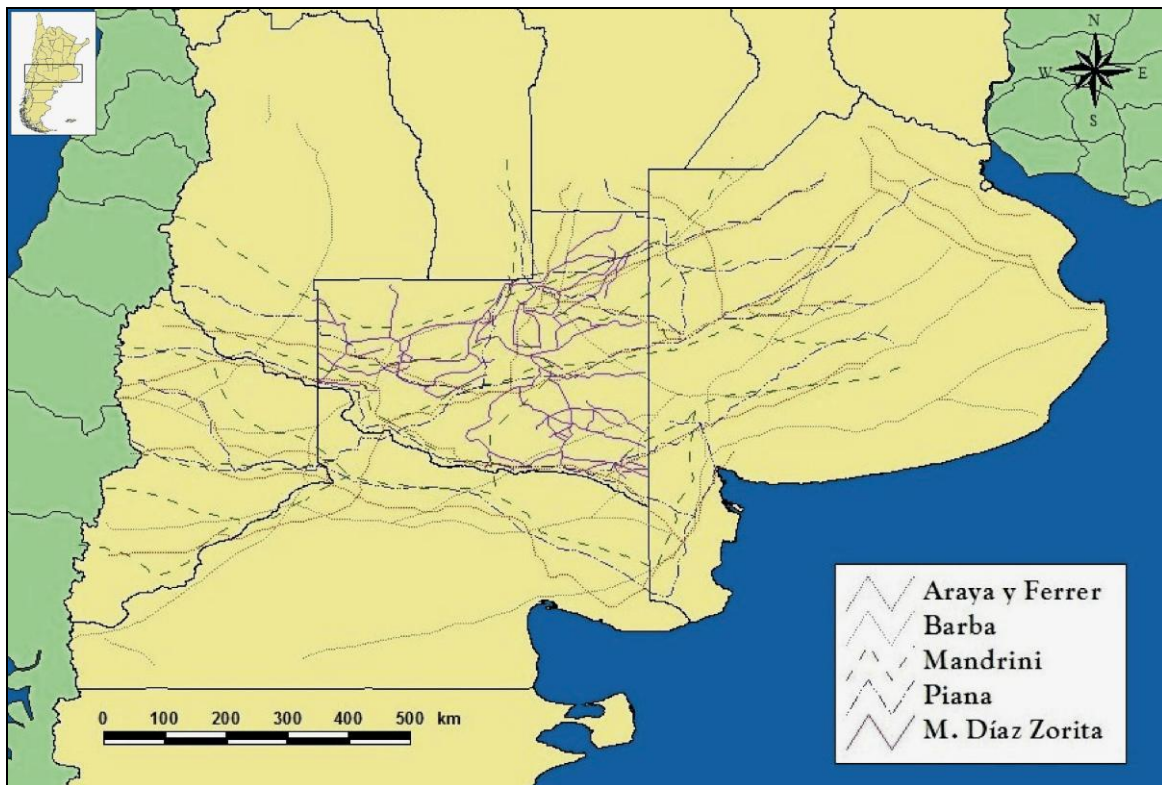 N
W E
S
Araya y Ferrer
Barba
Mandrini
Piana
M. Díaz Zorita
0 100 200 300 400 500 km